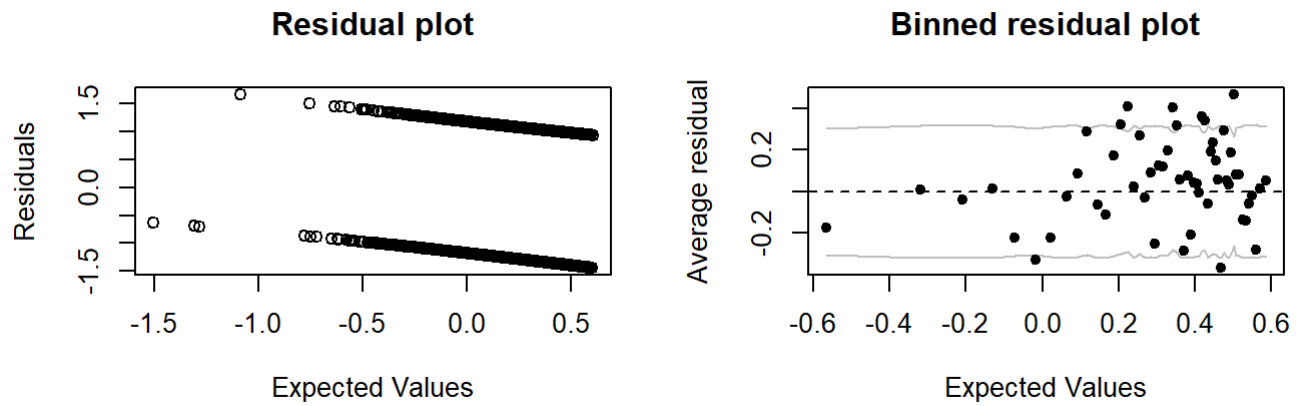 Residual plot
Residuals
1.5
0.0
-1.5
-1.5 -1.0 -0.5 0.0 0.5
Expected Values
Binned residual plot
Average residual
0.2
-0.2
-0.6 -0.4 -0.2 0.0 0.2 0.4 0.6
Expected Values